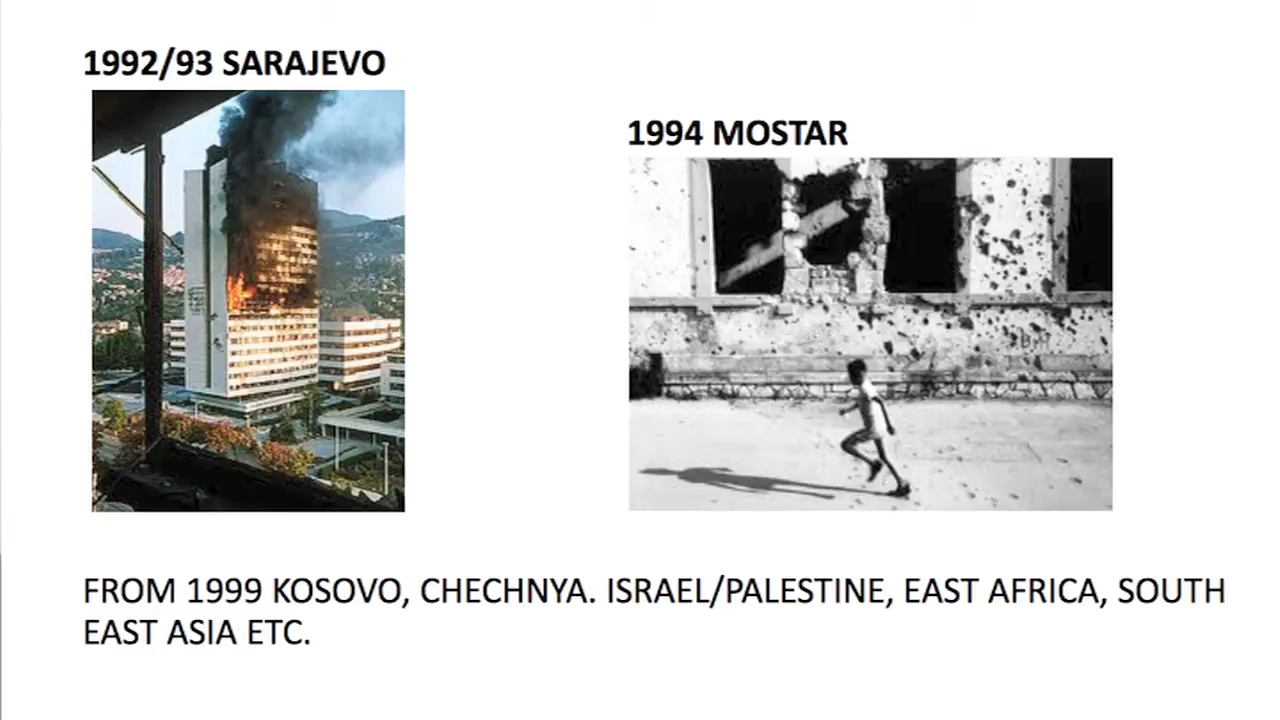 1992/93 SARAJEVO
1994 MOSTAR
FROM 1999 KOSOVO, CHECHNYA. ISRAEL/PALESTINE, EAST AFRICA, SOUTH
EAST ASIA ETC.